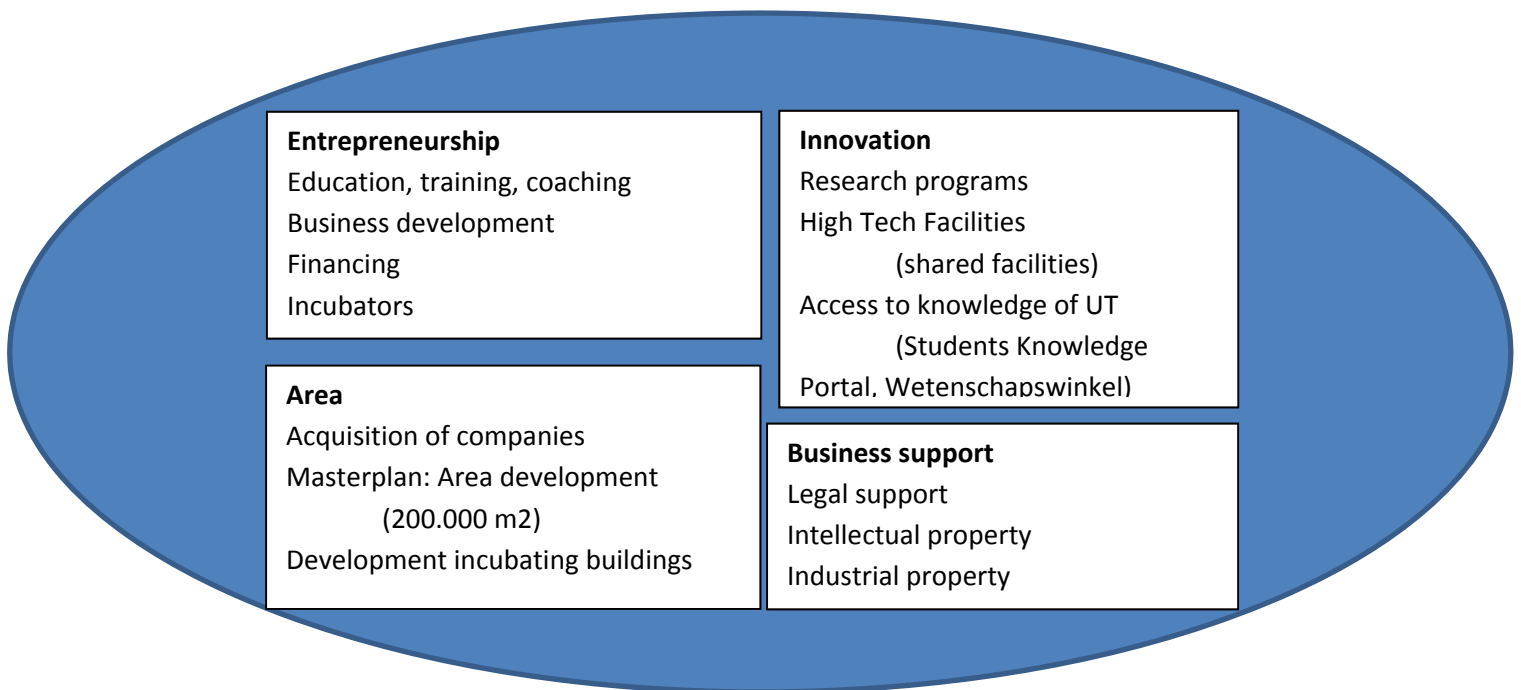 Entrepreneurship
Education, training, coaching
Business development
Financing
Incubators
Innovation
Research programs
High Tech Facilities
(shared facilities)
Access to knowledge of UT
(Students Knowledge
Portal, Wetenschapswinkel)
Area
Acquisition of companies
Masterplan: Area development
(200.000 m2)
Development incubating buildings
Business support
Legal support
Intellectual property
Industrial property